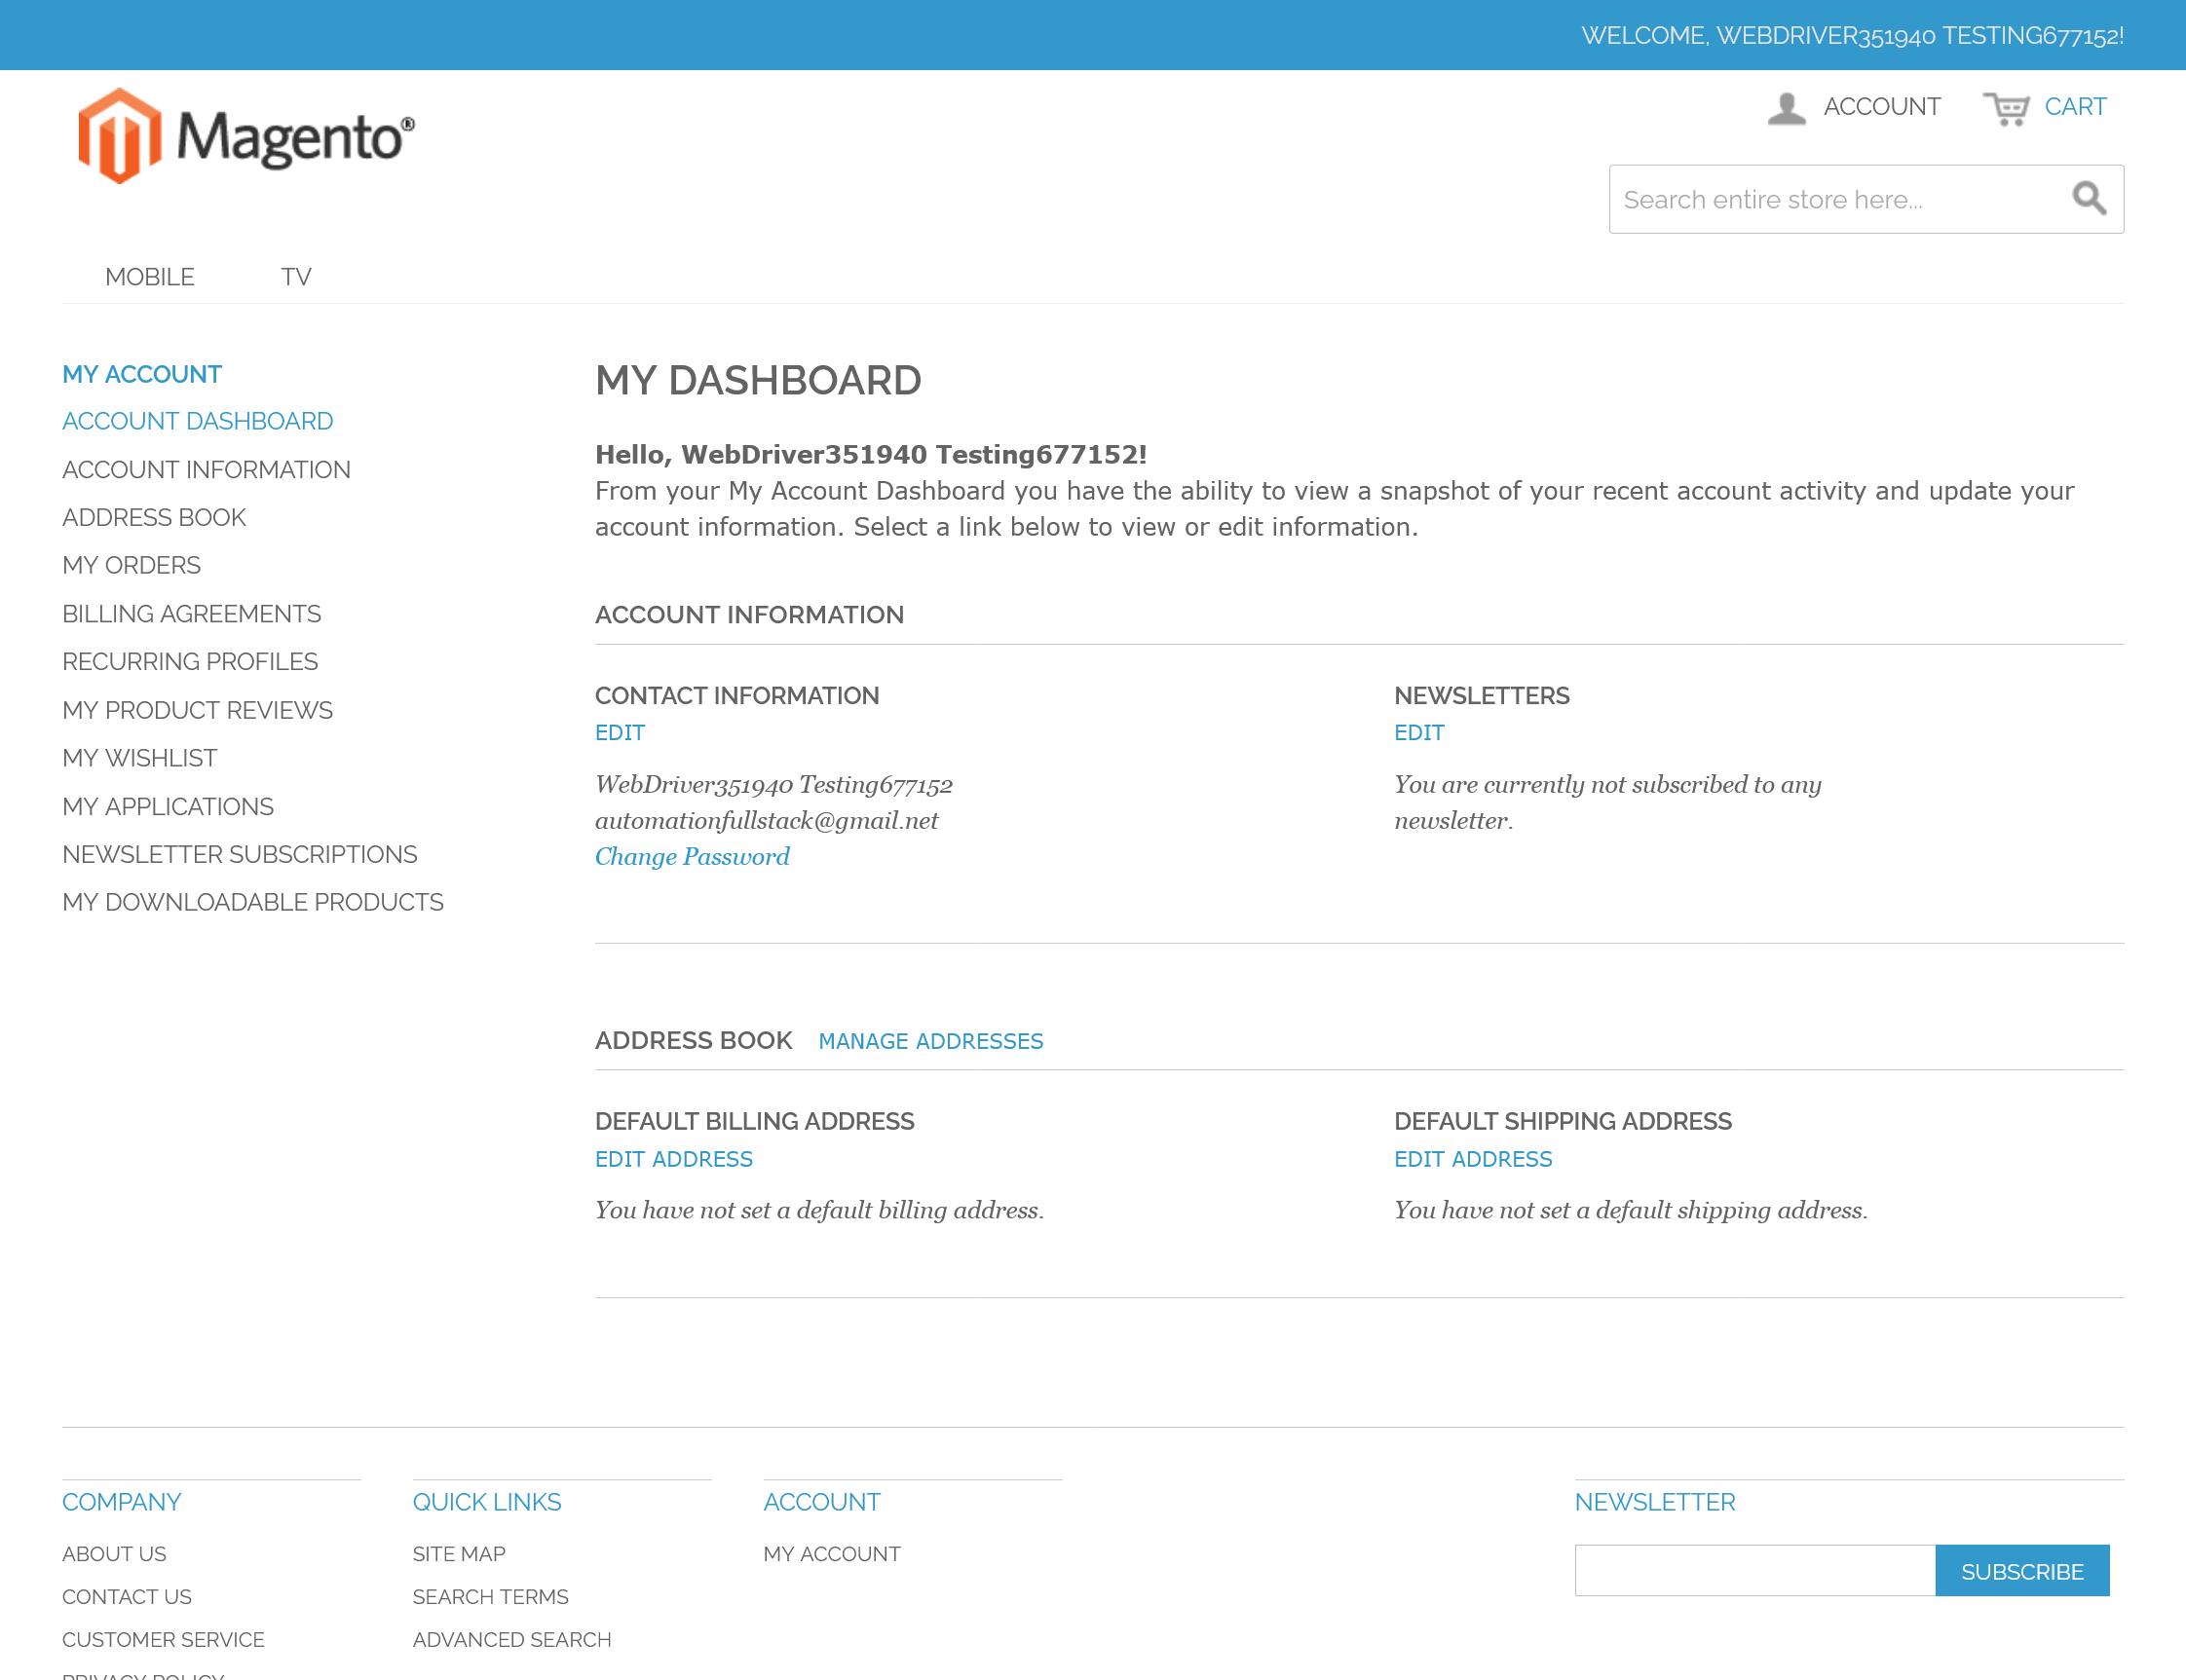 WELCOME, WEBDRIVER351940 TESTING677152!
Magento®
ACCOUNT
CART
Search entire store here...
MOBILE
TV
MY ACCOUNT
ACCOUNT DASHBOARD
ACCOUNT INFORMATION
ADDRESS BOOK
MY ORDERS
BILLING AGREEMENTS
RECURRING PROFILES
MY PRODUCT REVIEWS
MY WISHLIST
MY APPLICATIONS
NEWSLETTER SUBSCRIPTIONS
MY DOWNLOADABLE PRODUCTS
MY DASHBOARD
Hello, WebDriver351940 Testing677152!
From your My Account Dashboard you have the ability to view a snapshot of your recent account activity and update your
account information. Select a link below to view or edit information.
ACCOUNT INFORMATION
CONTACT INFORMATION
EDIT
WebDriver351940 Testing677152
automationfullstack@gmail.net
Change Password
NEWSLETTERS
EDIT
You are currently not subscribed to any
newsletter.
ADDRESS BOOK MANAGE ADDRESSES
DEFAULT BILLING ADDRESS
EDIT ADDRESS
You have not set a default billing address.
DEFAULT SHIPPING ADDRESS
EDIT ADDRESS
You have not set a default shipping address.
COMPANY
ABOUT US
CONTACT US
CUSTOMER SERVICE
PRIVACY POLICY
QUICK LINKS
SITE MAP
SEARCH TERMS
ADVANCED SEARCH
ACCOUNT
MY ACCOUNT
NEWSLETTER
SUBSCRIBE